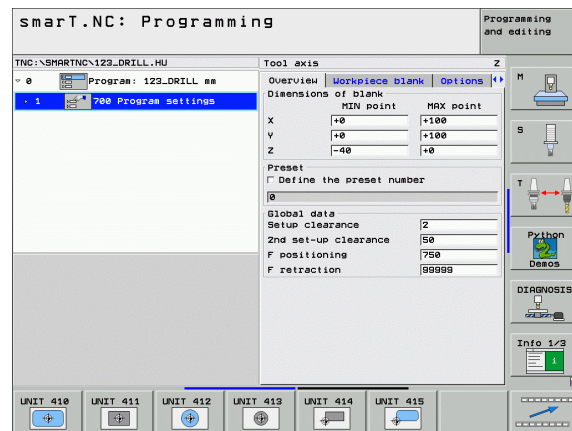 smarT.NC: Programming
Programming and editing
TNC:\SMARTNC\123_DRILL.HU
Tool axis Z
0 Program: 123_DRILL mm
1 700 Program settings
Overview Workpiece blank Options
Dimensions of blank
MIN point MAX point
X +0 +100
Y +0 +100
Z -40 +0
Preset
Define the preset number
0
Global data
Setup clearance 2
2nd set-up clearance 50
F positioning 750
F retraction 99999
M
S
T
Python
Demos
DIAGNOSIS
Info 1/3
i
UNIT 410 UNIT 411 UNIT 412 UNIT 413 UNIT 414 UNIT 415